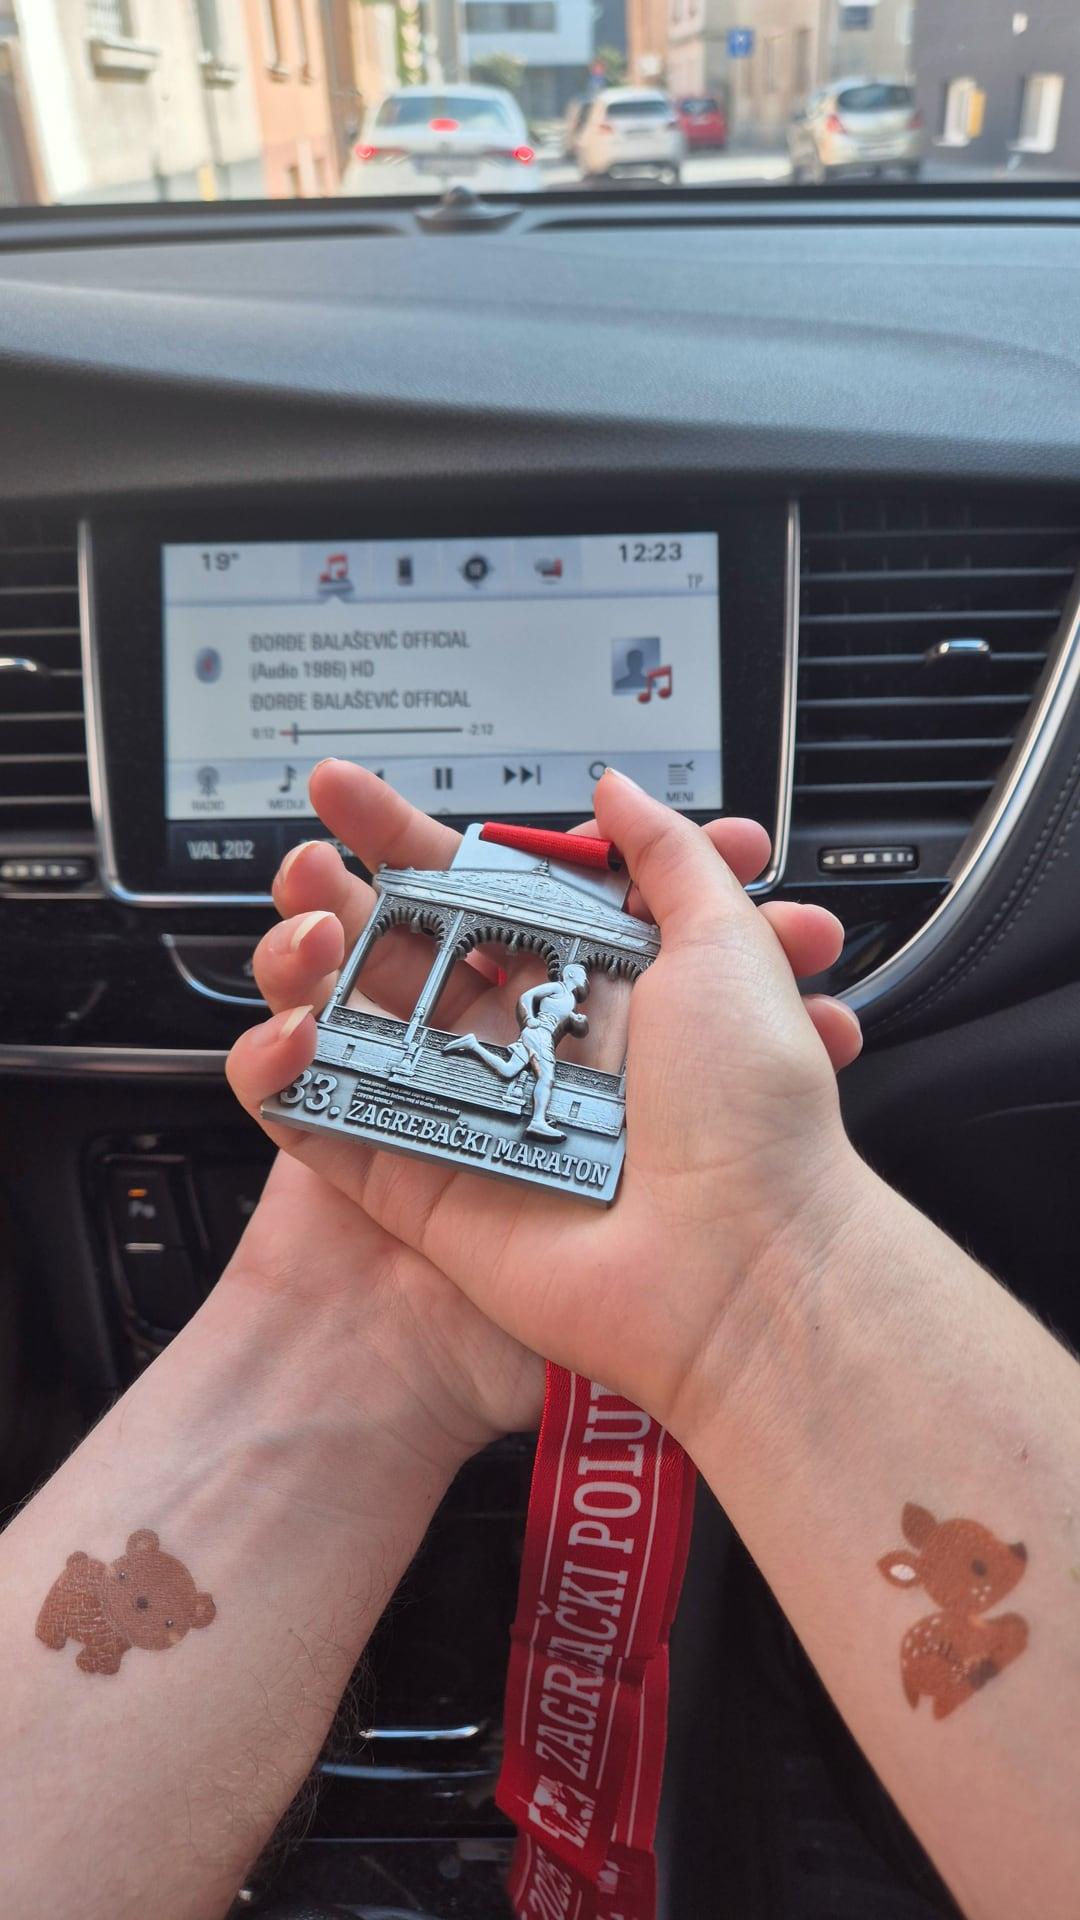 19°
12:23
TP
ĐORĐE BALAŠEVIĆ OFFICIAL
(Audio 1986) HD
ĐORĐE BALAŠEVIĆ OFFICIAL
0:12
-2:12
RADIO
MEDIJI
MENI
VAL 202
33. ZAGREBAČKI MARATON
ZAGREBAČKI POLU